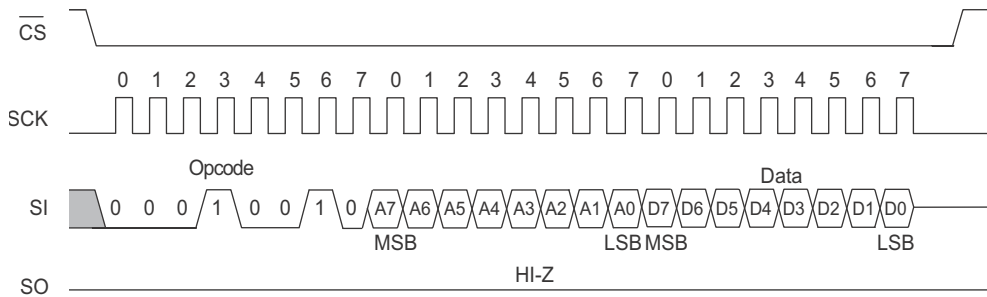 CS
0 1 2 3 4 5 6 7 0 1 2 3 4 5 6 7 0 1 2 3 4 5 6 7
SCK
Opcode Data
SI 0 0 0 1 0 0 1 0 A7 A6 A5 A4 A3 A2 A1 A0 D7 D6 D5 D4 D3 D2 D1 D0
MSB LSB MSB LSB
HI-Z
SO